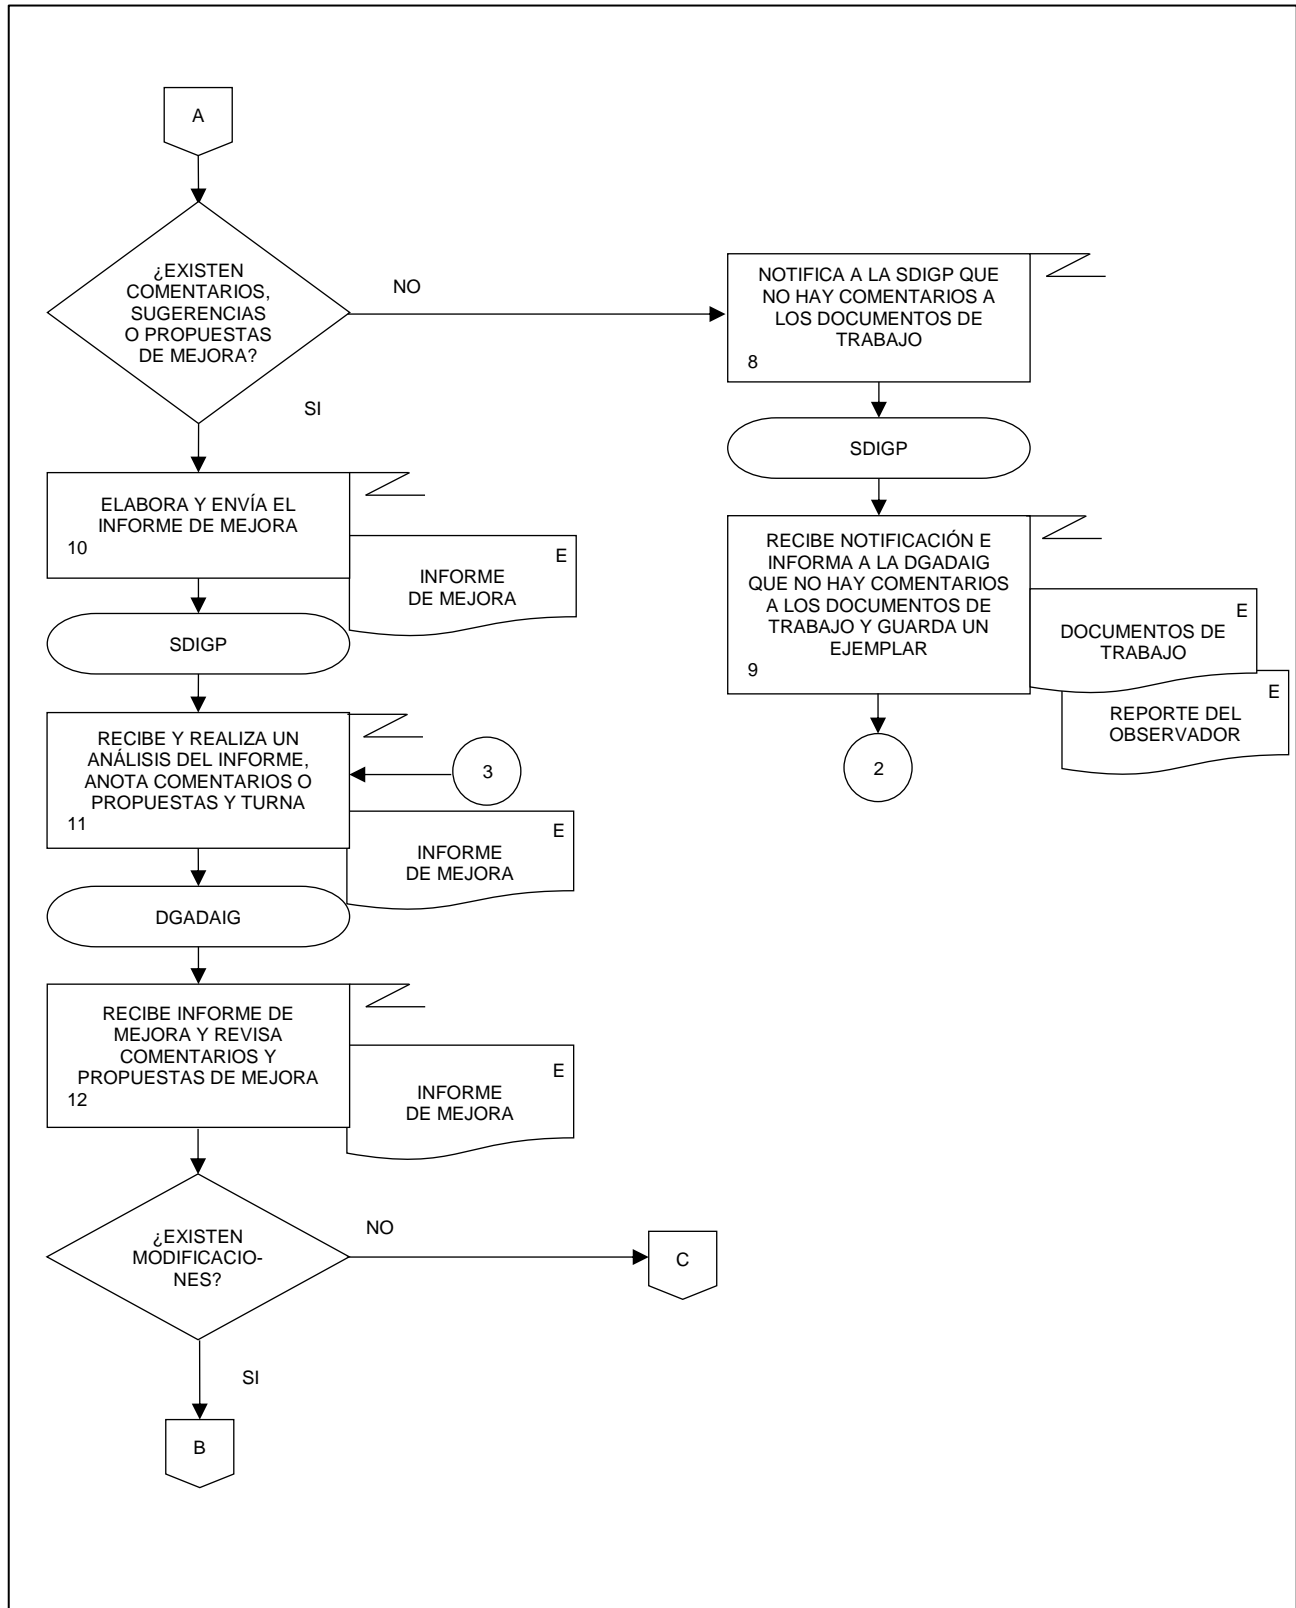 A
¿EXISTEN
COMENTARIOS,
SUGERENCIAS
O PROPUESTAS
DE MEJORA?
NO
SI
NOTIFICA A LA SDIGP QUE
NO HAY COMENTARIOS A
LOS DOCUMENTOS DE
TRABAJO
8
SDIGP
RECIBE NOTIFICACIÓN E
INFORMA A LA DGADAIG
QUE NO HAY COMENTARIOS
A LOS DOCUMENTOS DE
TRABAJO Y GUARDA UN
EJEMPLAR
9
E
DOCUMENTOS DE
TRABAJO
E
REPORTE DEL
OBSERVADOR
2
ELABORA Y ENVÍA EL
INFORME DE MEJORA
10
E
INFORME
DE MEJORA
SDIGP
RECIBE Y REALIZA UN
ANÁLISIS DEL INFORME,
ANOTA COMENTARIOS O
PROPUESTAS Y TURNA
11
3
E
INFORME
DE MEJORA
DGADAIG
RECIBE INFORME DE
MEJORA Y REVISA
COMENTARIOS Y
PROPUESTAS DE MEJORA
12
E
INFORME
DE MEJORA
¿EXISTEN
MODIFICACIO-
NES?
NO
C
SI
B